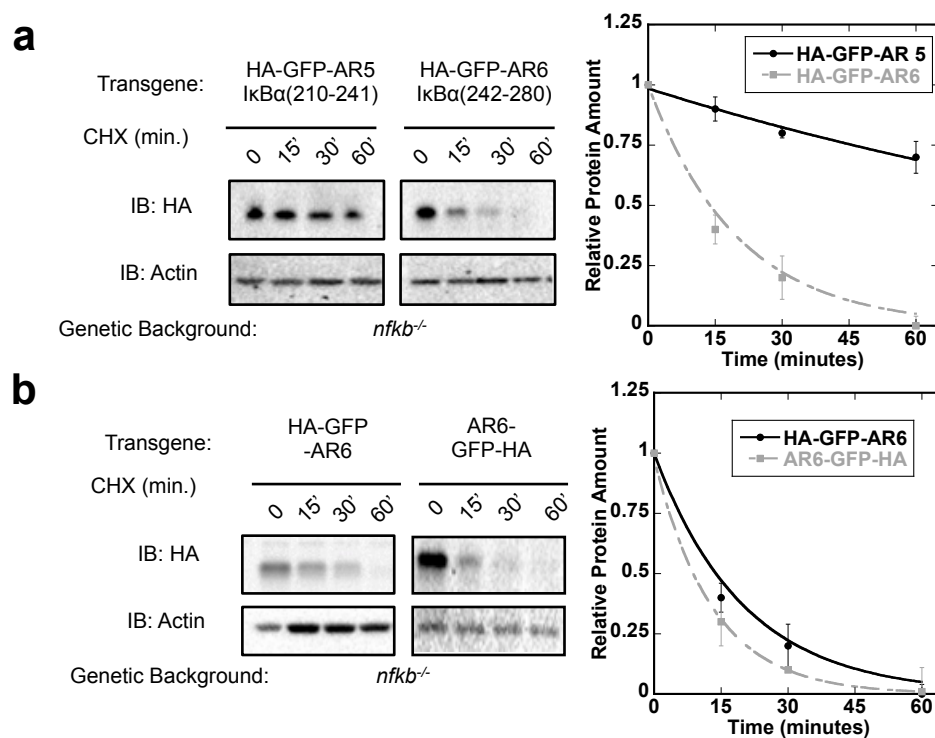 a
Transgene:
HA-GFP-AR5
IκBα(210-241)
HA-GFP-AR6
IκBα(242-280)
CHX (min.)
0 15’ 30’ 60’
0 15’ 30’ 60’
IB: HA
IB: Actin
Genetic Background: nfkb-/-
Relative Protein Amount
1.25
1
0.75
0.5
0.25
0
0 15 30 45 60
Time (minutes)
HA-GFP-AR 5
HA-GFP-AR6
b
Transgene:
HA-GFP
-AR6
AR6-
GFP-HA
CHX (min.)
0 15’ 30’ 60’
0 15’ 30’ 60’
IB: HA
IB: Actin
Genetic Background: nfkb-/-
Relative Protein Amount
1.25
1
0.75
0.5
0.25
0
0 15 30 45 60
Time (minutes)
HA-GFP-AR6
AR6-GFP-HA